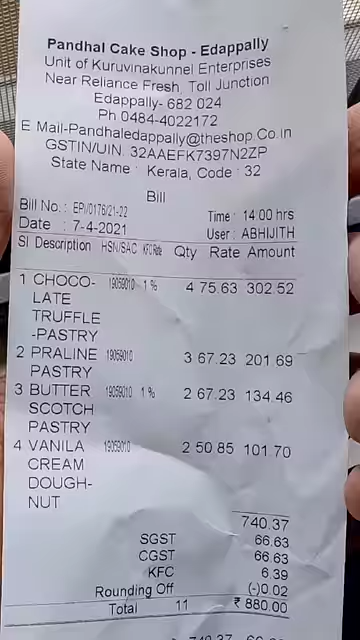 Pandhal Cake Shop - Edappally
Unit of Kuruvinakunnel Enterprises
Near Reliance Fresh, Toll Junction
Edappally- 682 024
Ph 0484-4022172
E Mail-Pandhaledappally@theshop.Co.in
GSTIN/UIN: 32AAEFK7397N2ZP
State Name : Kerala, Code : 32
Bill
Bill No.: EPI/0176/21-22 Time : 14:00 hrs
Date : 7-4-2021 User : ABHIJITH
Sl Description HSN/SAC KFC Rate Qty Rate Amount
1 CHOCO- 19059010 1 % 4 75.63 302.52
LATE
TRUFFLE
-PASTRY
2 PRALINE 19059010 3 67.23 201.69
PASTRY
3 BUTTER 19059010 1 % 2 67.23 134.46
SCOTCH
PASTRY
4 VANILA 19059010 2 50.85 101.70
CREAM
DOUGH-
NUT
740.37
SGST 66.63
CGST 66.63
KFC 6.39
Rounding Off (-)0.02
Total 11 ₹ 880.00